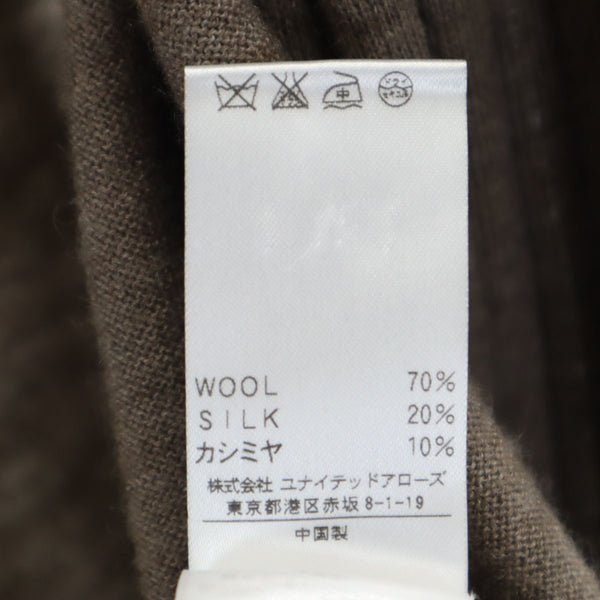 中 ドライ
セキユ系
WOOL 70%
SILK 20%
カシミヤ 10%
株式会社 ユナイテッドアローズ
東京都港区赤坂8-1-19
中国製